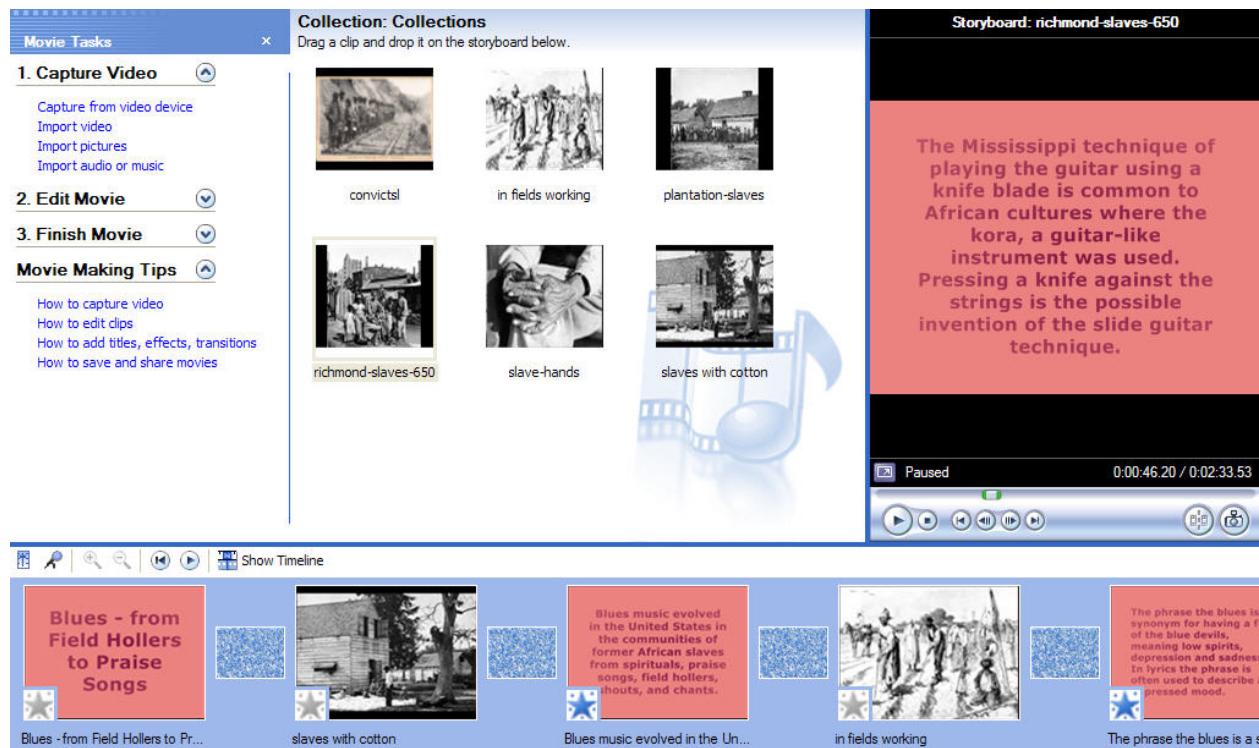 Movie Tasks
×
1. Capture Video
Capture from video device
Import video
Import pictures
Import audio or music
2. Edit Movie
3. Finish Movie
Movie Making Tips
How to capture video
How to edit clips
How to add titles, effects, transitions
How to save and share movies
Collection: Collections
Drag a clip and drop it on the storyboard below.
convictsl
in fields working
plantation-slaves
richmond-slaves-650
slave-hands
slaves with cotton
Storyboard: richmond-slaves-650
The Mississippi technique of
playing the guitar using a
knife blade is common to
African cultures where the
kora, a guitar-like
instrument was used.
Pressing a knife against the
strings is the possible
invention of the slide guitar
technique.
Paused
0:00:46.20 / 0:02:33.53
Show Timeline
Blues - from
Field Hollers
to Praise
Songs
Blues music evolved
in the United States in
the communities of
former African slaves
from spirituals, praise
songs, field hollers,
shouts, and chants.
The phrase the blues is
synonym for having a
of the blue devils,
meaning low spirits,
depression and sadness
In lyrics the phrase is
often used to describe
mood.
Blues - from Field Hollers to Pr...
slaves with cotton
Blues music evolved in the Un...
in fields working
The phrase the blues is a